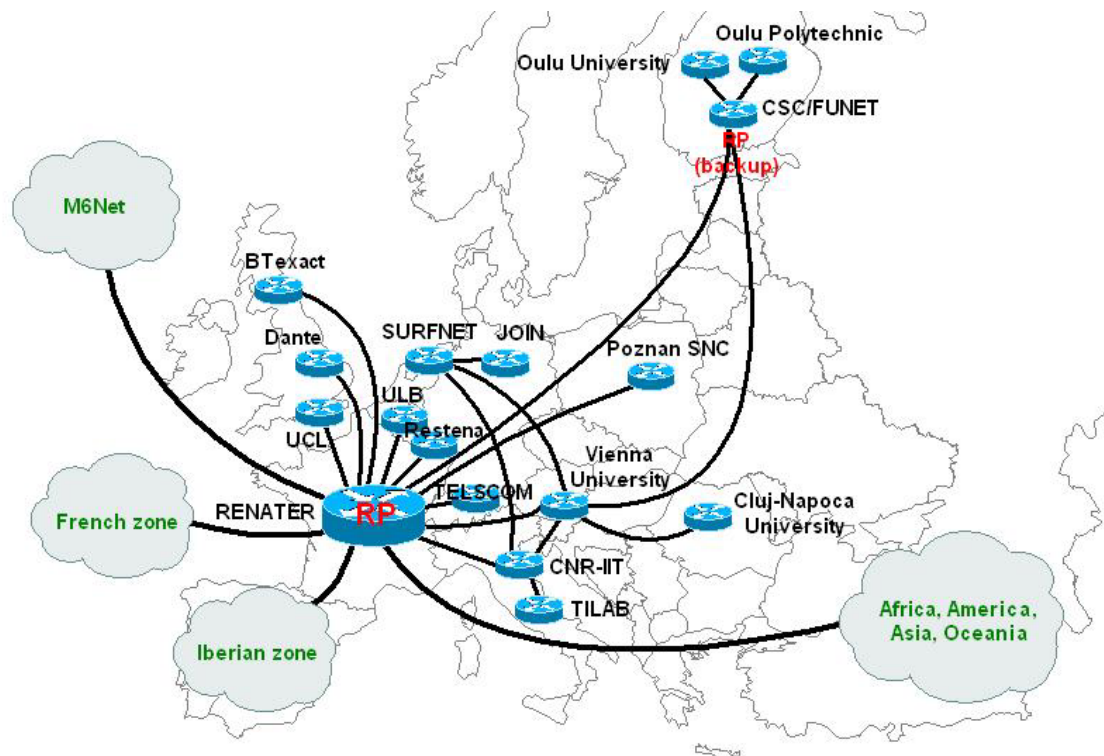 Oulu Polytechnic
Oulu University
CSC/FUNET
RP
(backup)
M6Net
BTexact
Dante
SURFNET
JOIN
Poznan SNC
ULB
UCL
Restena
Vienna
University
TELSCOM
Cluj-Napoca
University
RENATER
RP
French zone
CNR-IIT
TILAB
Africa, America,
Asia, Oceania
Iberian zone